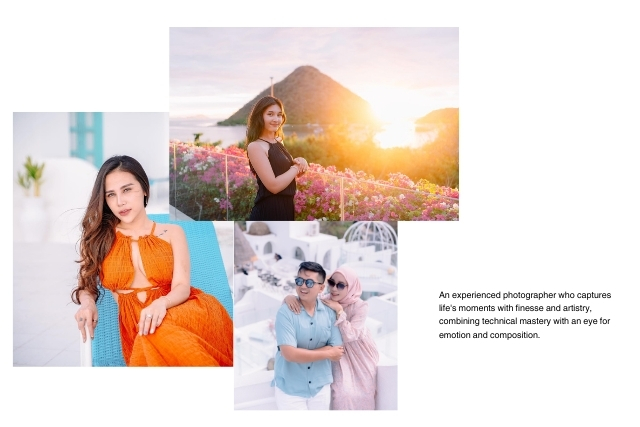 An experienced photographer who captures
life's moments with finesse and artistry,
combining technical mastery with an eye for
emotion and composition.